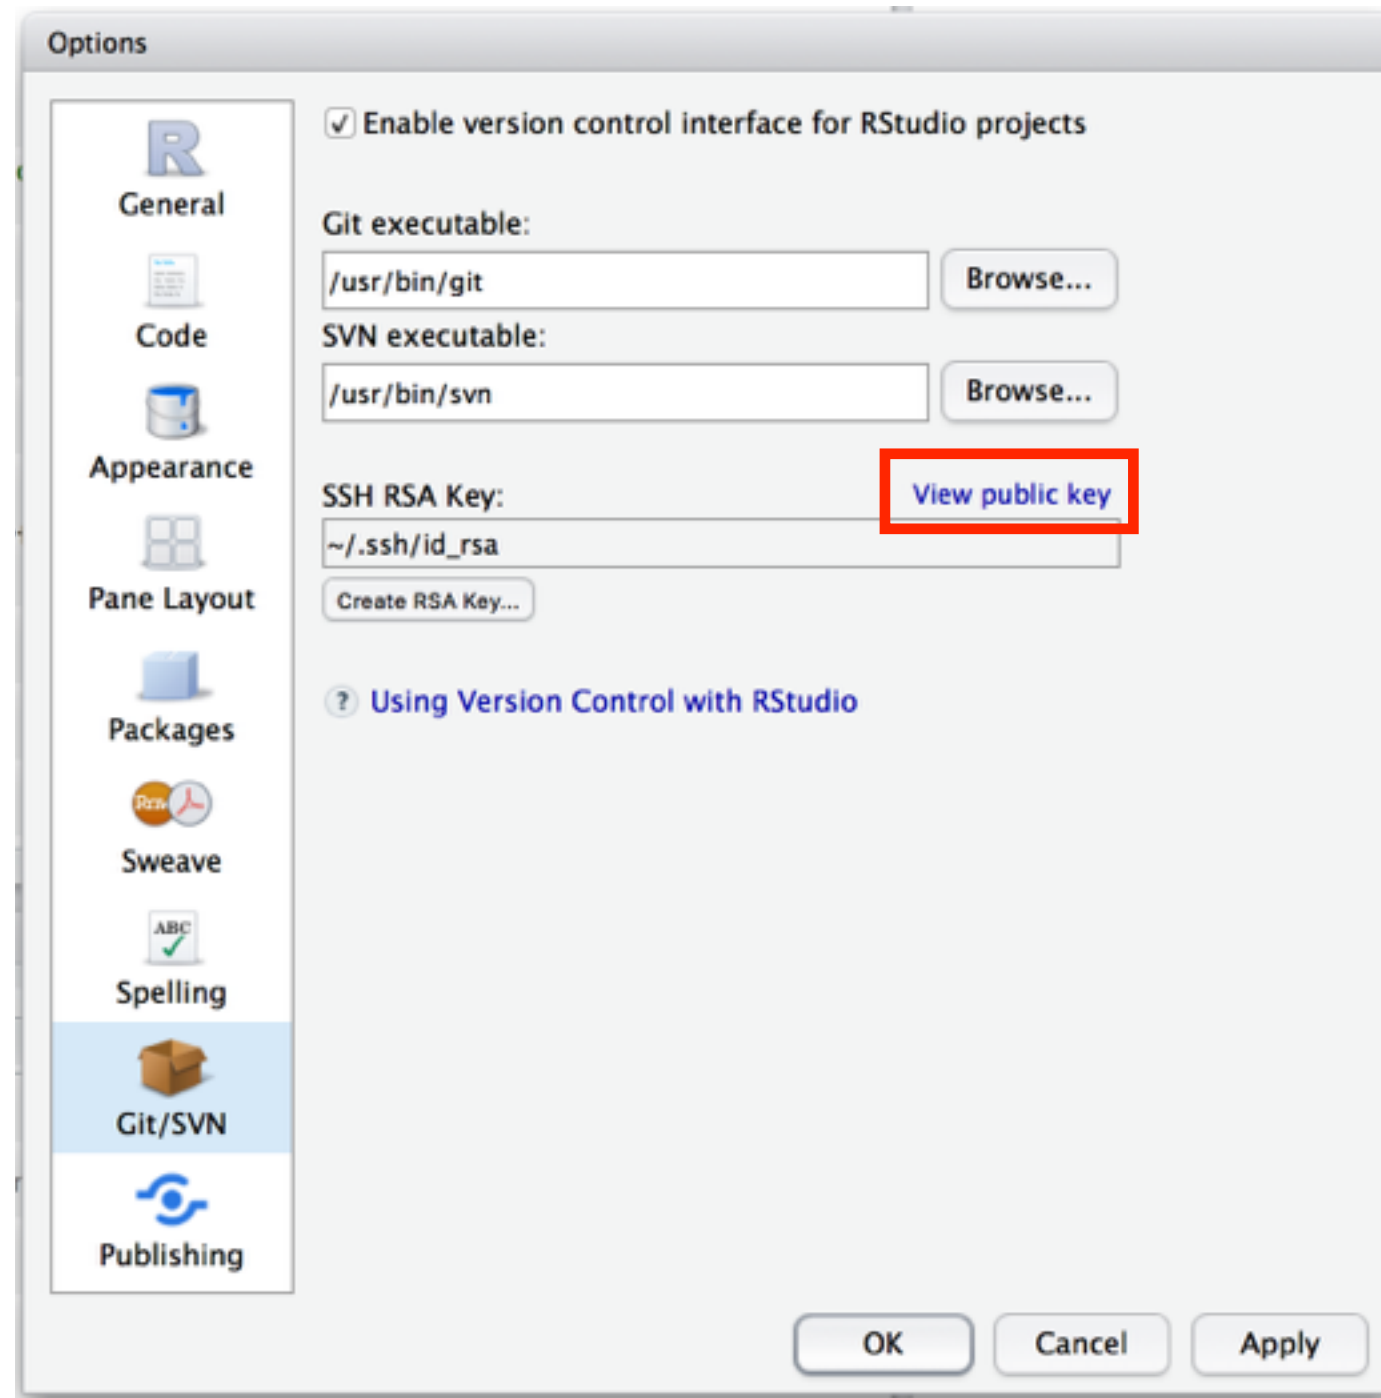 Options
General
Code
Appearance
Pane Layout
Packages
Sweave
ABC
Spelling
Git/SVN
Publishing
Enable version control interface for RStudio projects
Git executable:
/usr/bin/git
Browse...
SVN executable:
/usr/bin/svn
Browse...
SSH RSA Key:
View public key
~/.ssh/id_rsa
Create RSA Key...
? Using Version Control with RStudio
OK
Cancel
Apply